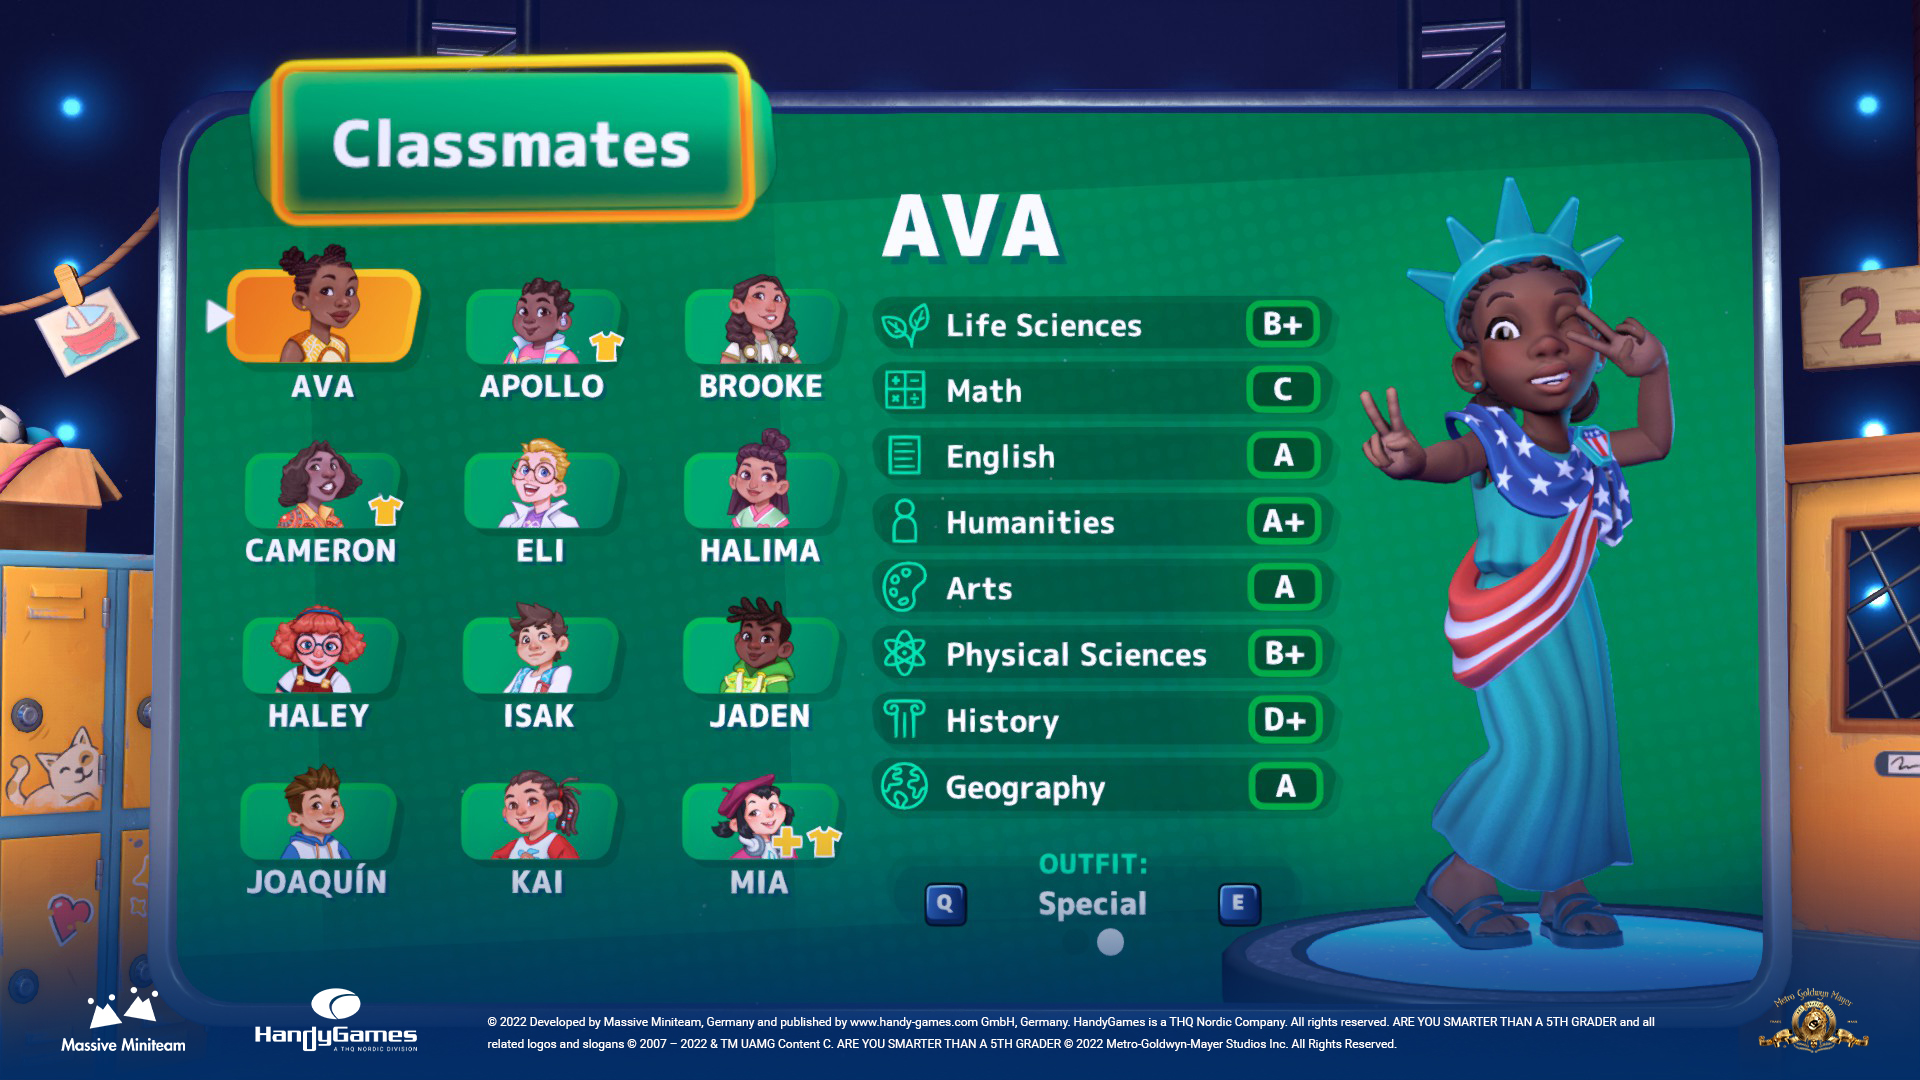 Classmates
AVA
APOLLO
BROOKE
CAMERON
ELI
HALIMA
HALEY
ISAK
JADEN
JOAQUÍN
KAI
MIA
AVA
Life Sciences B+
Math C
English A
Humanities A+
Arts A
Physical Sciences B+
History D+
Geography A
OUTFIT:
Q Special E
2-
Massive Miniteam
HandyGames
A THQ NORDIC DIVISION
© 2022 Developed by Massive Miniteam, Germany and published by www.handy-games.com GmbH, Germany. HandyGames is a THQ Nordic Company. All rights reserved. ARE YOU SMARTER THAN A 5TH GRADER and all
related logos and slogans © 2007 – 2022 & TM UAMG Content C. ARE YOU SMARTER THAN A 5TH GRADER © 2022 Metro-Goldwyn-Mayer Studios Inc. All Rights Reserved.
Metro Goldwyn Mayer